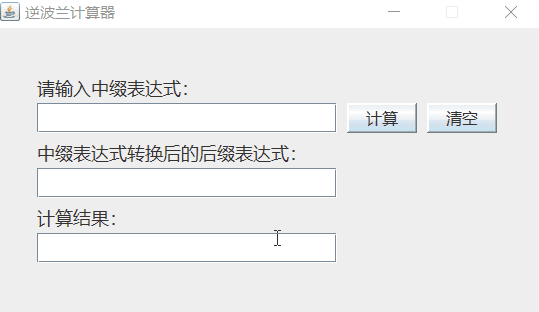 逆波兰计算器
请输入中缀表达式：
计算 清空
中缀表达式转换后的后缀表达式：
计算结果：